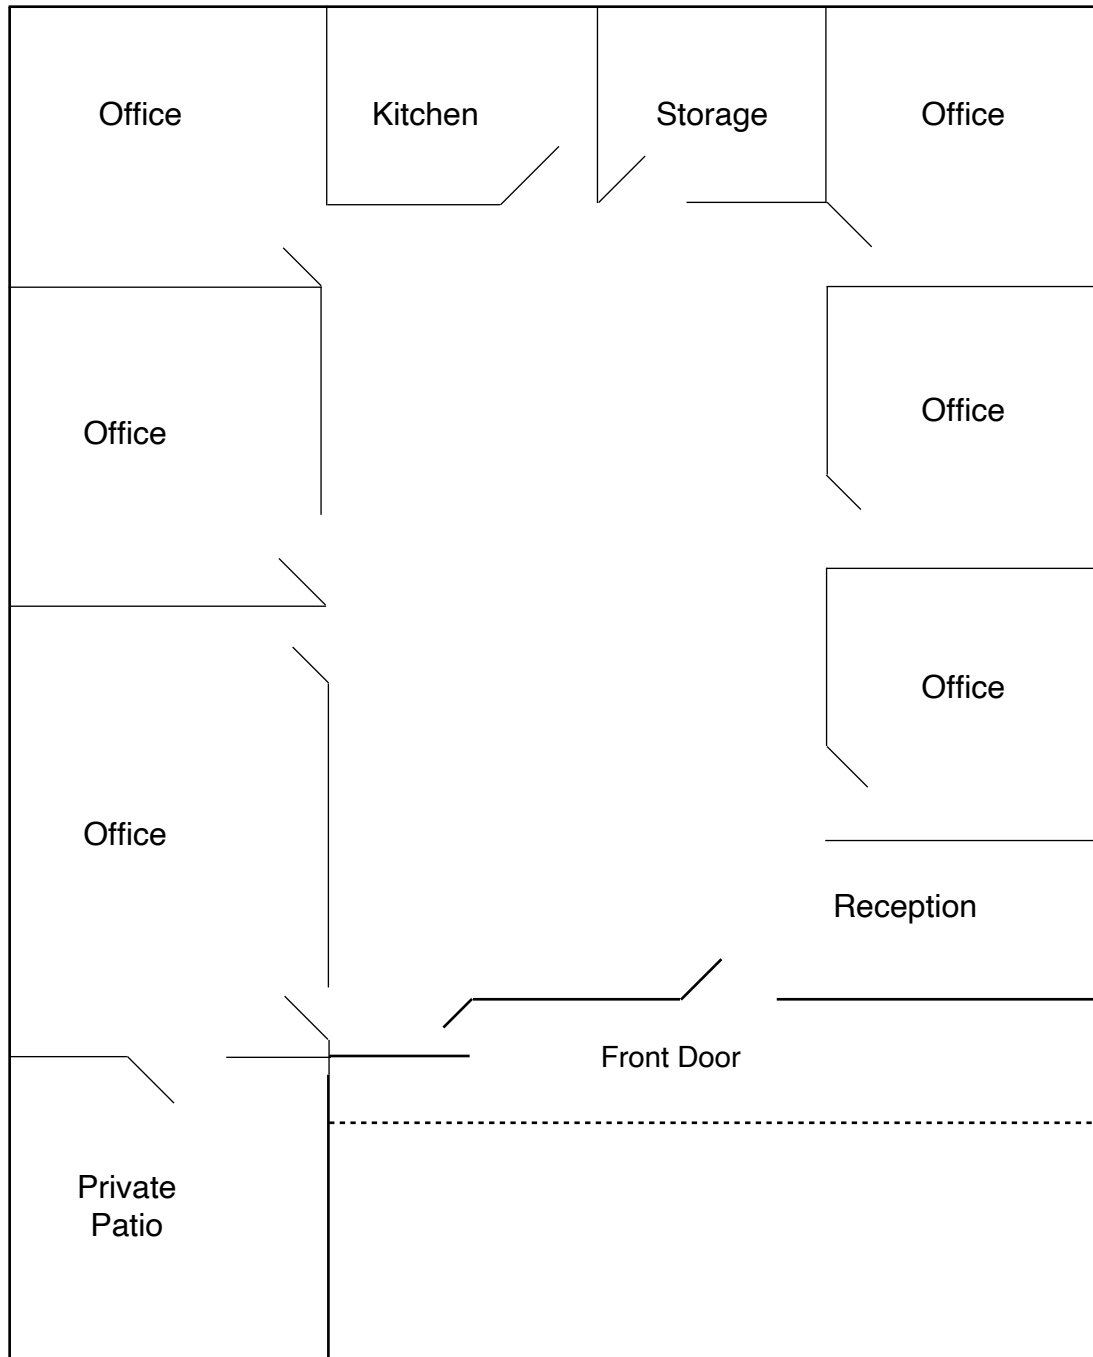 Office
Kitchen
Storage
Office
Office
Office
Office
Office
Reception
Front Door
Private
Patio